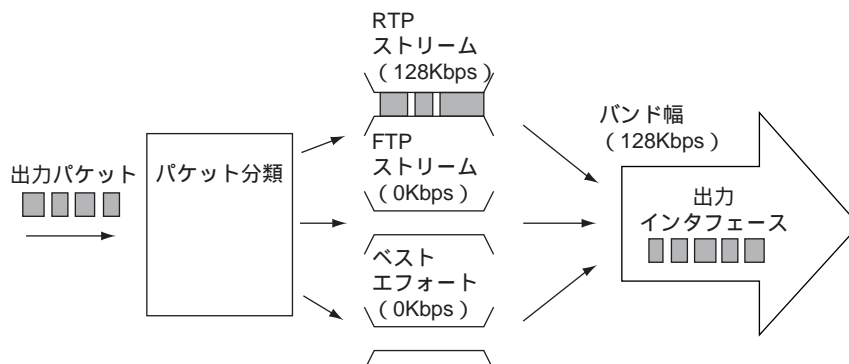 出力パケット
パケット分類
RTP
ストリーム
（128Kbps）
FTP
ストリーム
（0Kbps）
ベスト
エフォート
（0Kbps）
バンド幅
（128Kbps）
出力
インタフェース